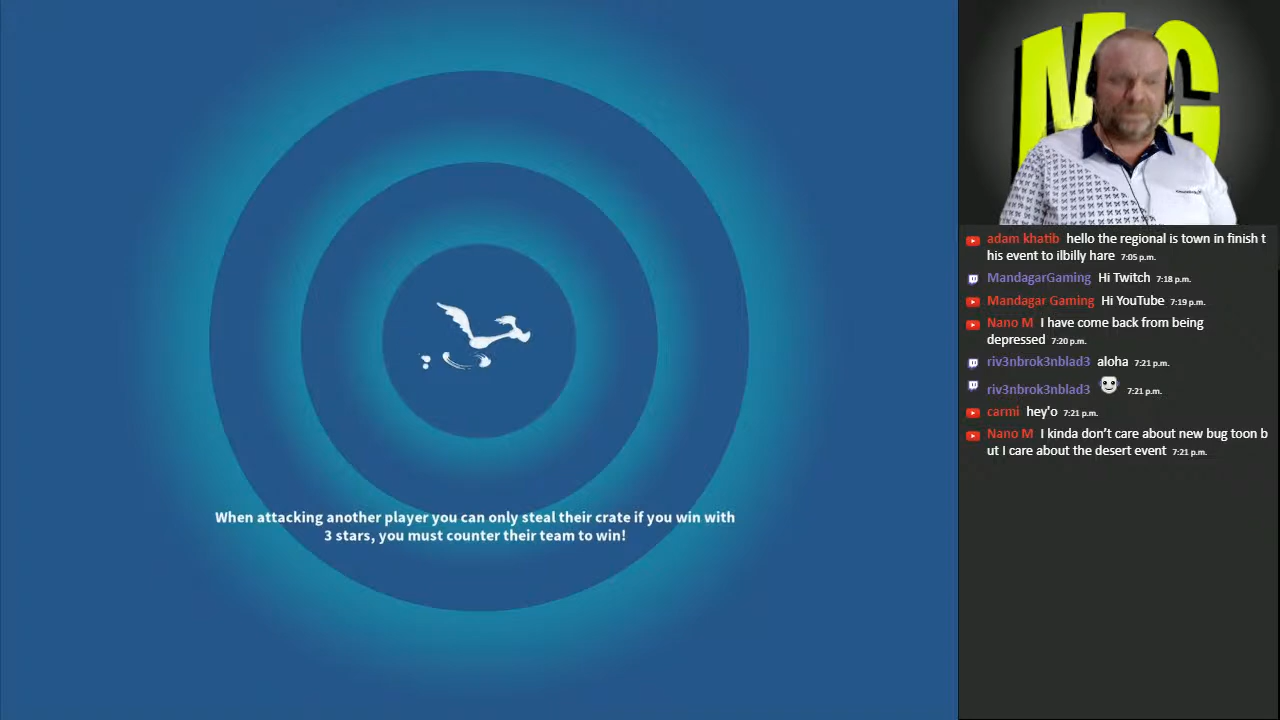 When attacking another player you can only steal their crate if you win with
3 stars, you must counter their team to win!
MG
adam khatib hello the regional is town in finish t
his event to ilbilly hare 7:05 p.m.
MandagarGaming Hi Twitch 7:18 p.m.
Mandagar Gaming Hi YouTube 7:19 p.m.
Nano M I have come back from being
depressed 7:20 p.m.
riv3nbrok3nblad3 aloha 7:21 p.m.
riv3nbrok3nblad3 7:21 p.m.
carmi hey'o 7:21 p.m.
Nano M I kinda don't care about new bug toon b
ut I care about the desert event 7:21 p.m.